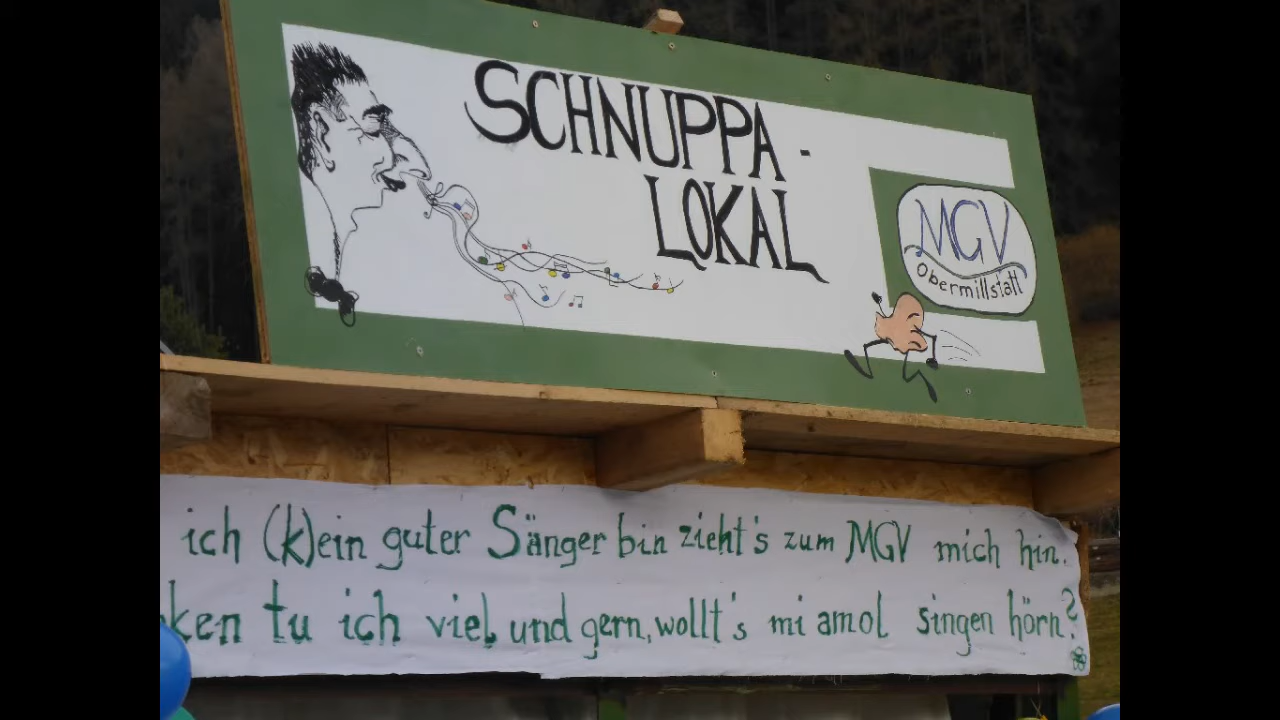 SCHNUPPA -
LOKAL
MGV
Obermillstatt
ich (k)ein guter Sänger bin zieht's zum MGV mich hin.
tu ich viel und gern, wollt's mi amol singen hörn?